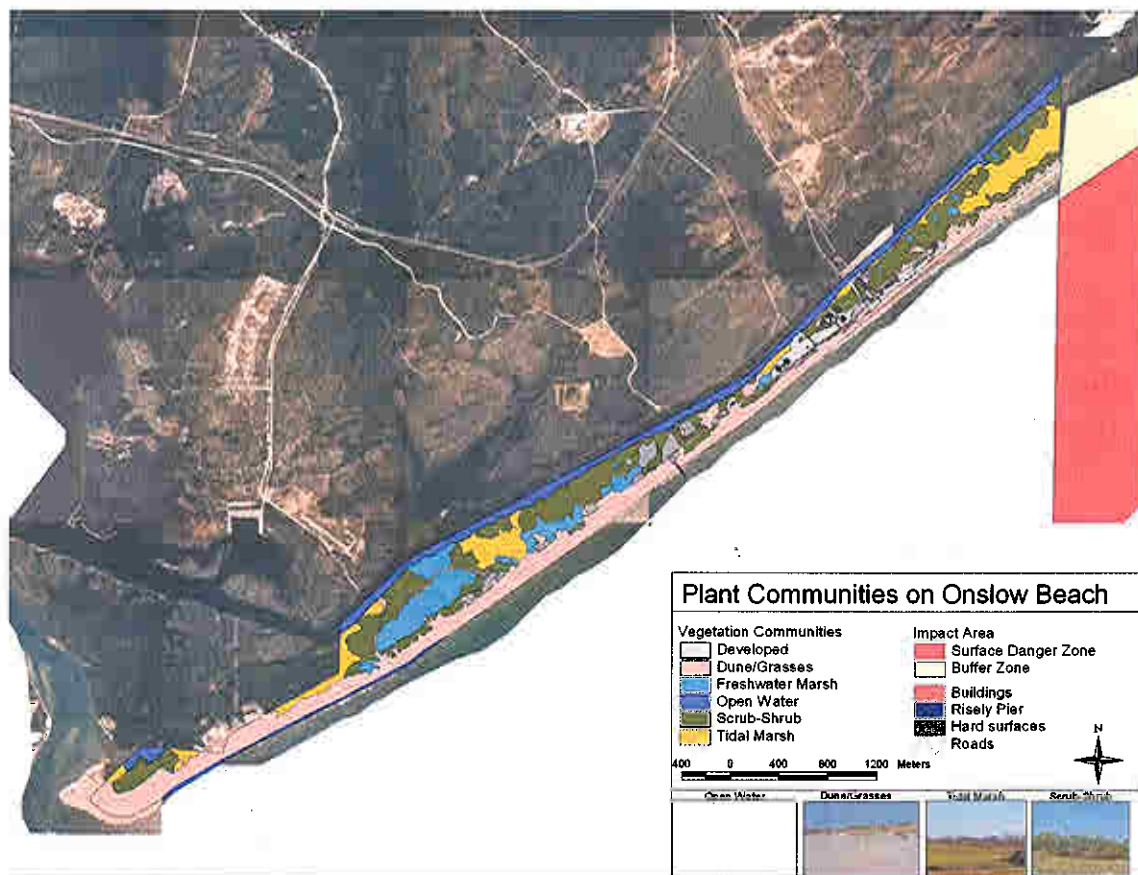 Plant Communities on Onslow Beach
Vegetation Communities
Developed
Dune/Grasses
Freshwater Marsh
Open Water
Scrub-Shrub
Tidal Marsh
Impact Area
Surface Danger Zone
Buffer Zone
Buildings
Risely Pier
Hard surfaces
Roads
N
400 0 400 800 1200 Meters
Open Water Dune/Grasses Tidal Marsh Scrub-Shrub